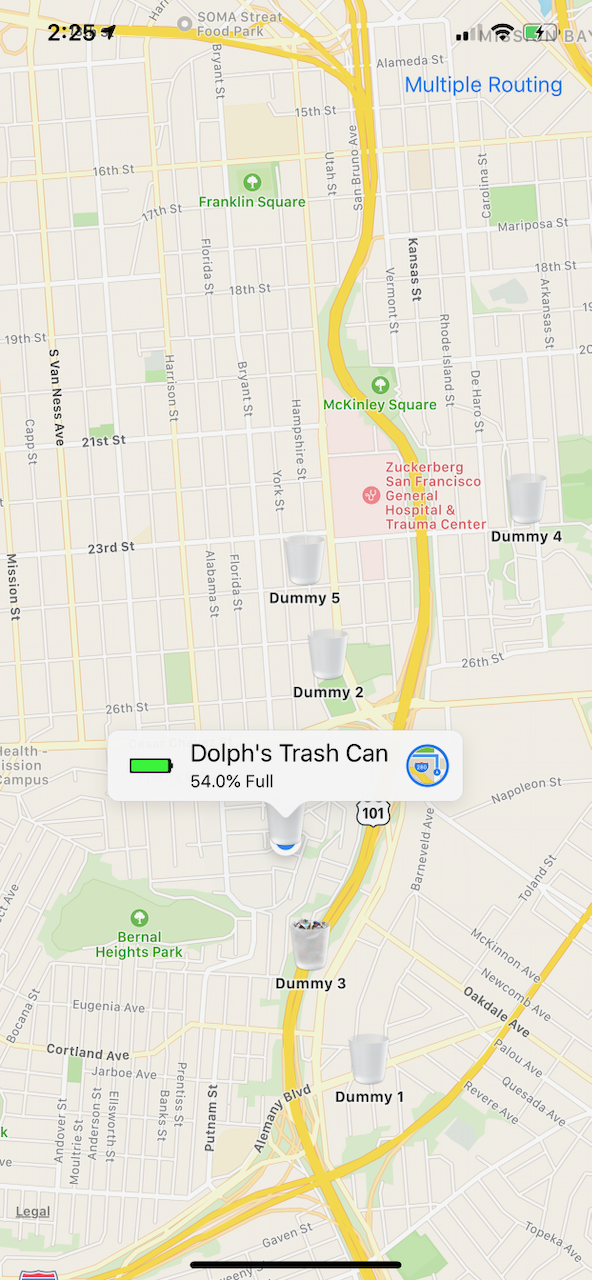 2:25
SOMA Streat
Food Park
MISSION BAY
Alameda St
Multiple Routing
Bryant St
15th St
San Bruno Ave
Utah St
16th St
Franklin Square
17th St
Carolina St
Mariposa St
Florida St
Kansas St
18th St
18th St
Vermont St
Arkansas St
19th St
Rhode Island St
S Van Ness Ave
Harrison St
Bryant St
De Haro St
McKinley Square
Hampshire St
Capp St
21st St
Zuckerberg
San Francisco
General
Hospital &
Trauma Center
York St
Dummy 4
23rd St
Mission St
Alabama St
Florida St
Dummy 5
26th St
Dummy 2
26th St
Dolph's Trash Can
54.0% Full
280
Campus
Napoleon St
101
Barneveld Ave
Toland St
Bernal
Heights Park
McKinnon Ave
Dummy 3
Newcomb Ave
Oakdale Ave
Bocana St
Eugenia Ave
Cortland Ave
Palou Ave
Jarboe Ave
Quesada Ave
Revere Ave
Dummy 1
Andover St
Moultrie St
Anderson St
Ellsworth St
Banks St
Prentiss St
Putnam St
Alemany Blvd
Legal
Gaven St
Topeka Ave